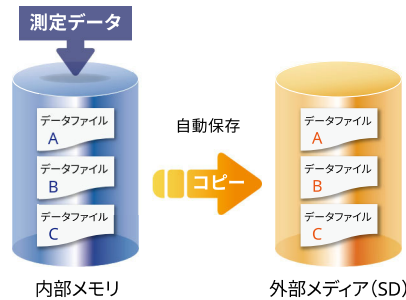 測定データ
データファイル
A
データファイル
B
データファイル
C
内部メモリ
自動保存
コピー
データファイル
A
データファイル
B
データファイル
C
外部メディア(SD)